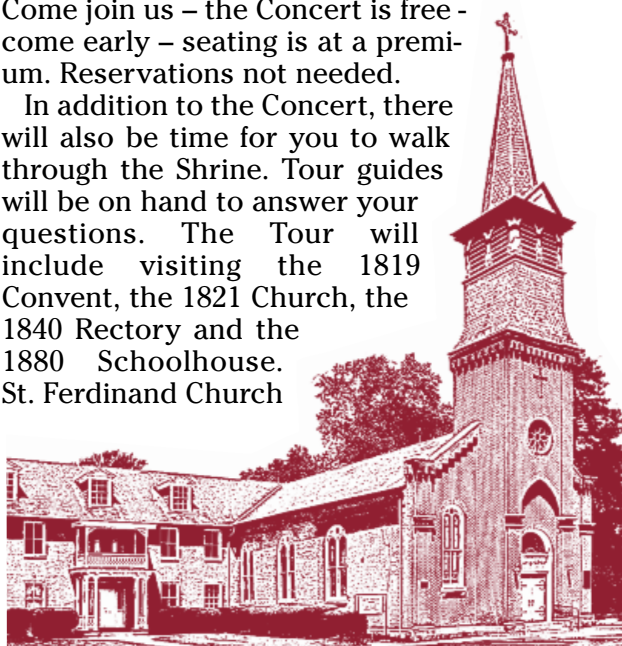 Come join us – the Concert is free -
come early – seating is at a premi-
um. Reservations not needed.
In addition to the Concert, there
will also be time for you to walk
through the Shrine. Tour guides
will be on hand to answer your
questions. The Tour will
include visiting the 1819
Convent, the 1821 Church, the
1840 Rectory and the
1880 Schoolhouse.
St. Ferdinand Church